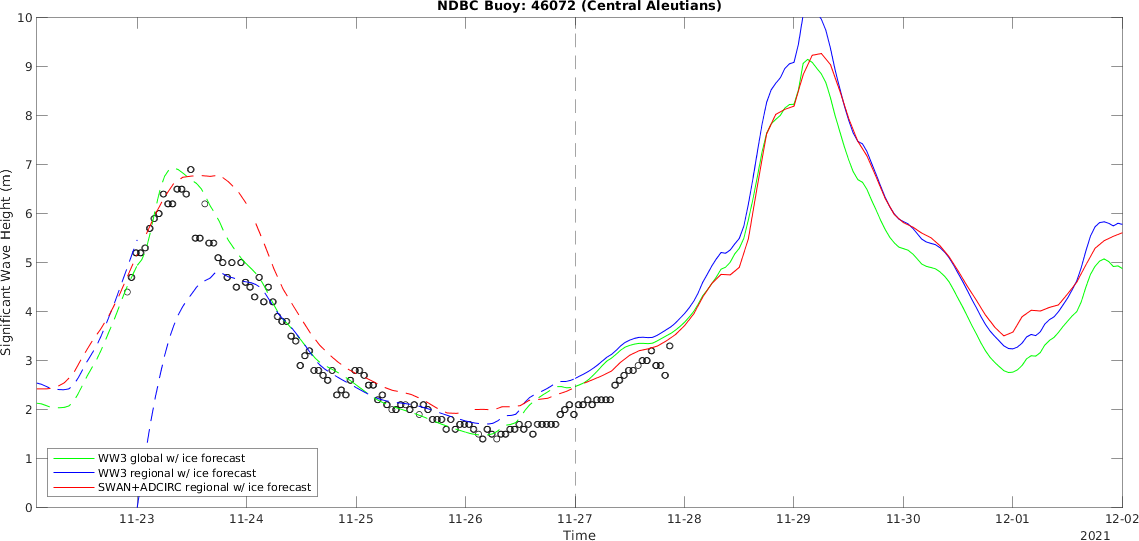 NDBC Buoy: 46072 (Central Aleutians)
10
9
8
7
6
5
4
3
2
1
0
Significant Wave Height (m)
WW3 global w/ ice forecast
WW3 regional w/ ice forecast
SWAN+ADCIRC regional w/ ice forecast
11-23 11-24 11-25 11-26 11-27 11-28 11-29 11-30 12-01 12-02
Time
2021